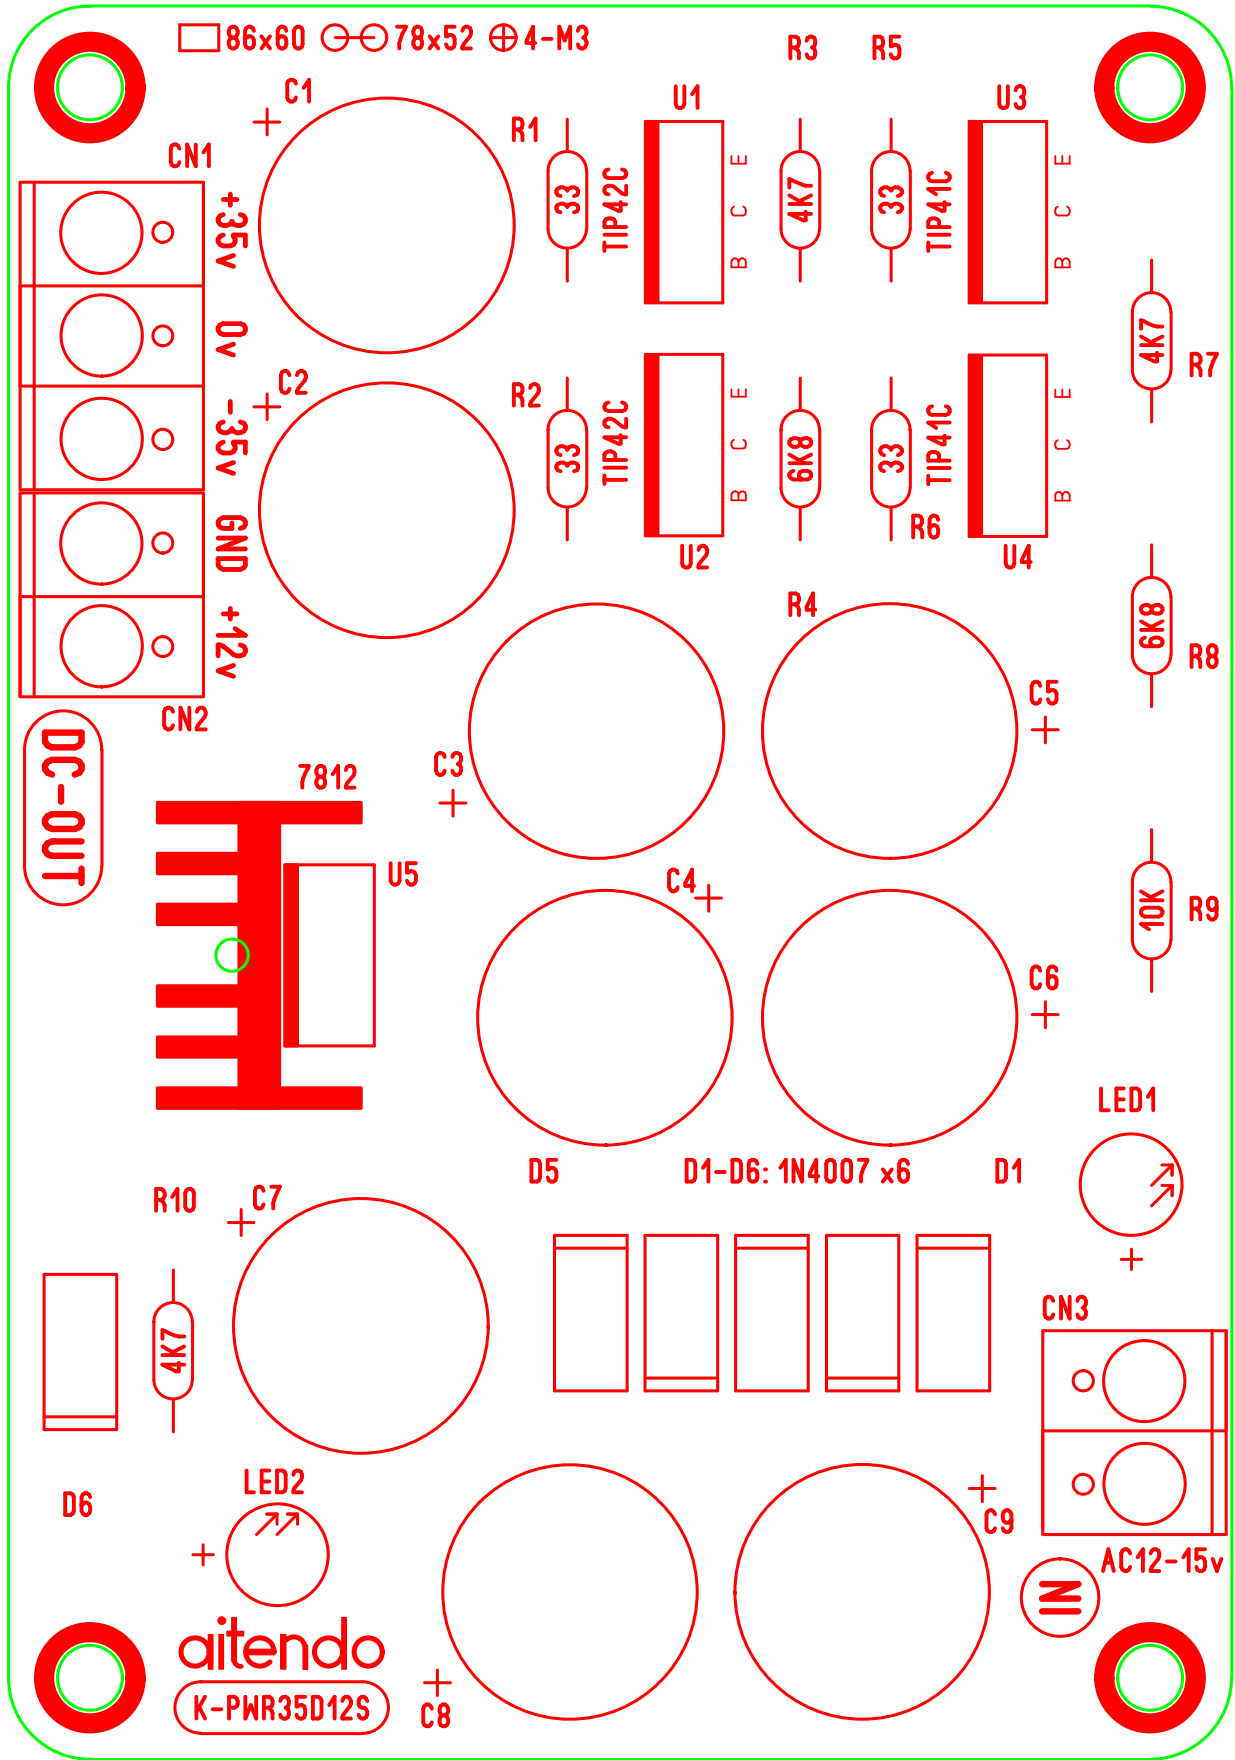 86x60 78x52 4-M3
R3 R5
C1
U1 U3
R1
CN1
E E
33 TIP42C 4K7 33 TIP41C
C C
B B
+35v
0v
4K7
R7
C2
R2
-35v
E E
33 TIP42C 6K8 33 TIP41C
C C
B B
R6
GND
U2 U4
R4
+12v
6K8
R8
C5
CN2
DC-OUT
7812
C3
U5
C4
10K
R9
C6
LED1
D5 D1-D6: 1N4007 x6 D1
R10 C7
CN3
4K7
LED2
D6
C9
AC12-15v
IN
aitendo
K-PWR35D12S
C8